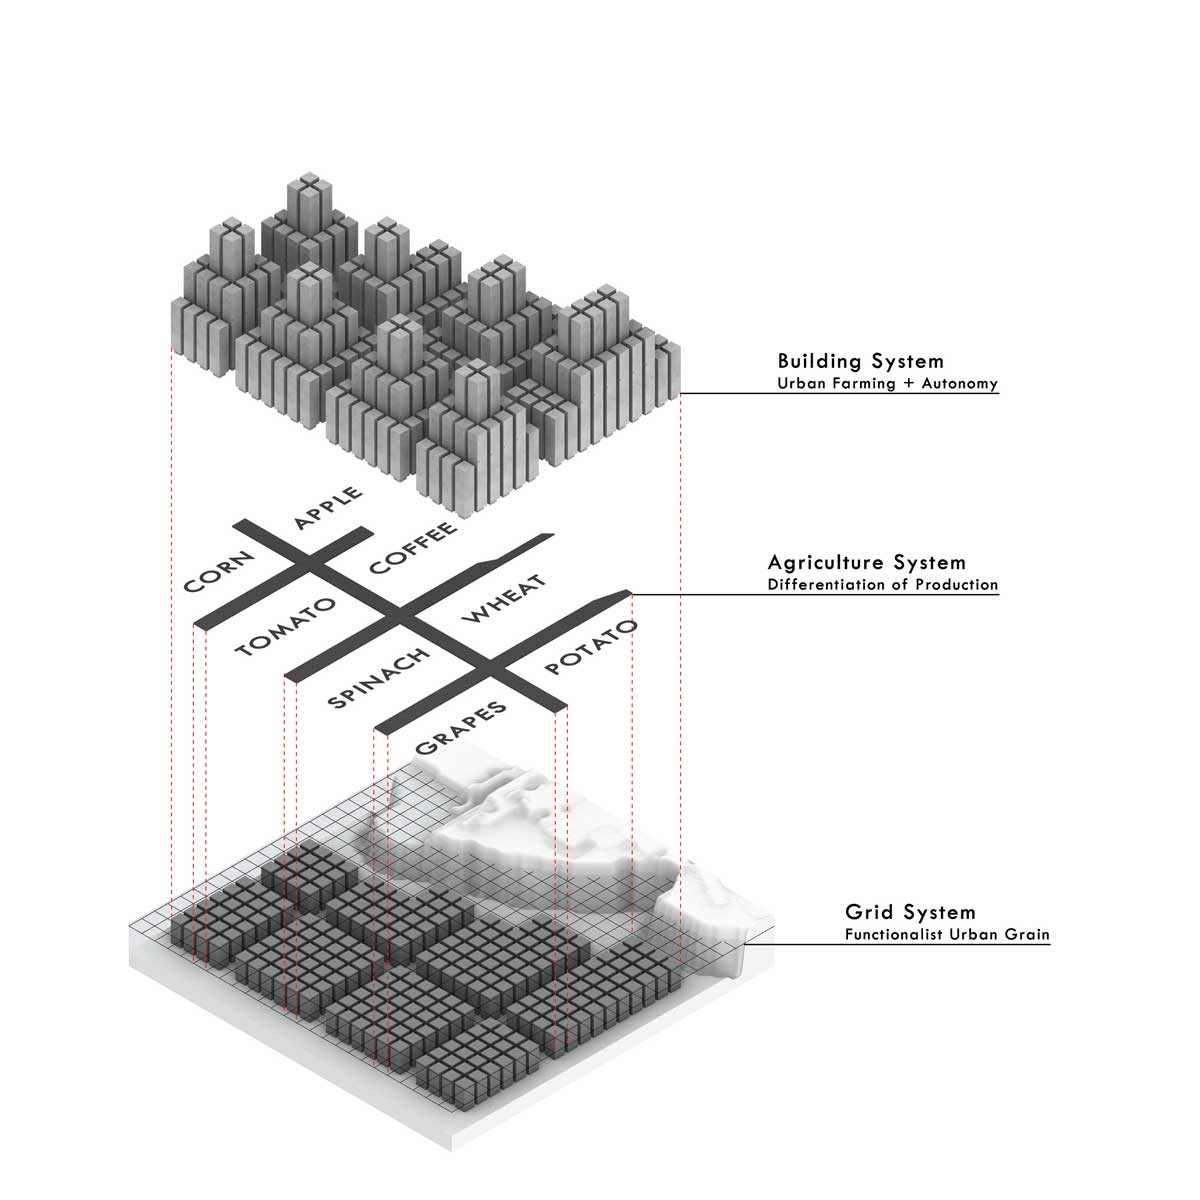 Building System
Urban Farming + Autonomy
APPLE
CORN
COFFEE
TOMATO
WHEAT
SPINACH
POTATO
GRAPES
Agriculture System
Differentiation of Production
Grid System
Functionalist Urban Grain